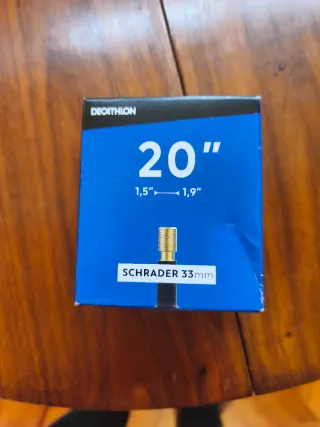 DECATHLON
20"
1,5" 1,9"
SCHRADER 33mm